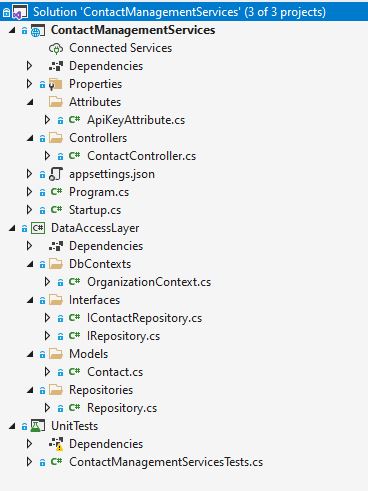 Solution 'ContactManagementServices' (3 of 3 projects)
ContactManagementServices
Connected Services
Dependencies
Properties
Attributes
C# ApiKeyAttribute.cs
Controllers
C# ContactController.cs
appsettings.json
C# Program.cs
C# Startup.cs
C# DataAccessLayer
Dependencies
DbContexts
C# OrganizationContext.cs
Interfaces
C# IContactRepository.cs
C# IRepository.cs
Models
C# Contact.cs
Repositories
C# Repository.cs
UnitTests
Dependencies
C# ContactManagementServicesTests.cs